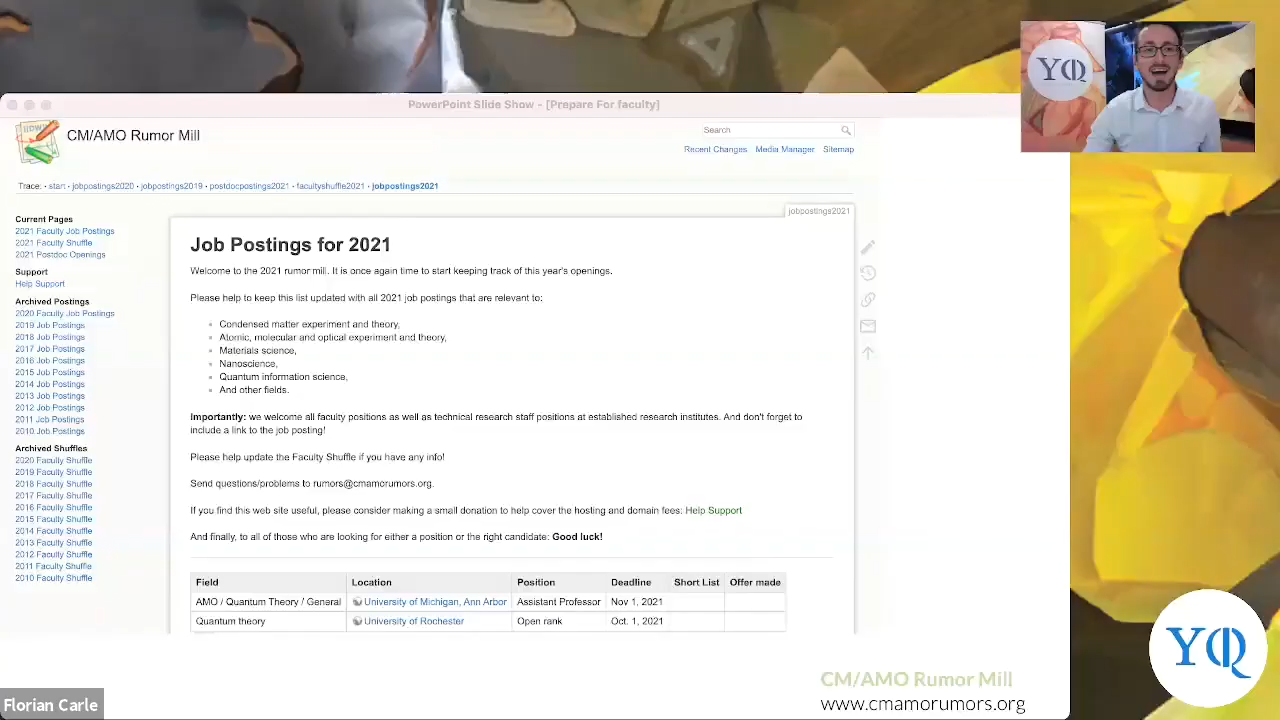 PowerPoint Slide Show - [Prepare For faculty]
YQ
CM/AMO Rumor Mill
Search
Recent Changes Media Manager Sitemap
Trace: • start • jobpostings2020 • jobpostings2019 • postdocpostings2021 • facultyshuffle2021 • jobpostings2021
jobpostings2021
Current Pages
2021 Faculty Job Postings
2021 Faculty Shuffle
2021 Postdoc Openings
Support
Help Support
Archived Postings
2020 Faculty Job Postings
2019 Job Postings
2018 Job Postings
2017 Job Postings
2016 Job Postings
2015 Job Postings
2014 Job Postings
2013 Job Postings
2012 Job Postings
2011 Job Postings
2010 Job Postings
Archived Shuffles
2020 Faculty Shuffle
2019 Faculty Shuffle
2018 Faculty Shuffle
2017 Faculty Shuffle
2016 Faculty Shuffle
2015 Faculty Shuffle
2014 Faculty Shuffle
2013 Faculty Shuffle
2012 Faculty Shuffle
2011 Faculty Shuffle
2010 Faculty Shuffle
Job Postings for 2021
Welcome to the 2021 rumor mill. It is once again time to start keeping track of this year's openings.
Please help to keep this list updated with all 2021 job postings that are relevant to:
• Condensed matter experiment and theory,
• Atomic, molecular and optical experiment and theory,
• Materials science,
• Nanoscience,
• Quantum information science,
• And other fields.
Importantly: we welcome all faculty positions as well as technical research staff positions at established research institutes. And don't forget to
include a link to the job posting!
Please help update the Faculty Shuffle if you have any info!
Send questions/problems to rumors@cmamorumors.org.
If you find this web site useful, please consider making a small donation to help cover the hosting and domain fees: Help Support
And finally, to all of those who are looking for either a position or the right candidate: Good luck!
Field Location Position Deadline Short List Offer made
AMO / Quantum Theory / General University of Michigan, Ann Arbor Assistant Professor Nov 1, 2021
Quantum theory University of Rochester Open rank Oct. 1, 2021
CM/AMO Rumor Mill
www.cmamorumors.org
YQ
Florian Carle